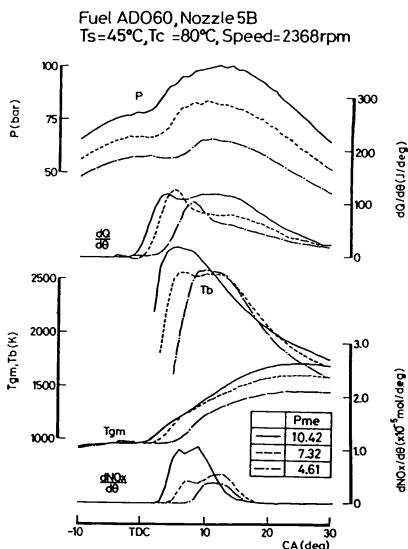 Fuel ADO60, Nozzle 5B
Ts=45°C, Tc =80°C, Speed=2368rpm
100
75
50
P(bar)
P
300
200
100
0
dQ/dθ(J/deg)
dQ
dθ
2500
2000
1500
1000
Tgm,Tb(K)
Tb
Tgm
3.0
2.0
1.0
0
dNOx/dθ(x10⁻⁵mol/deg)
Pme
10.42
7.32
4.61
dNOx
dθ
-10
TDC
10
20
30
CA(deg)